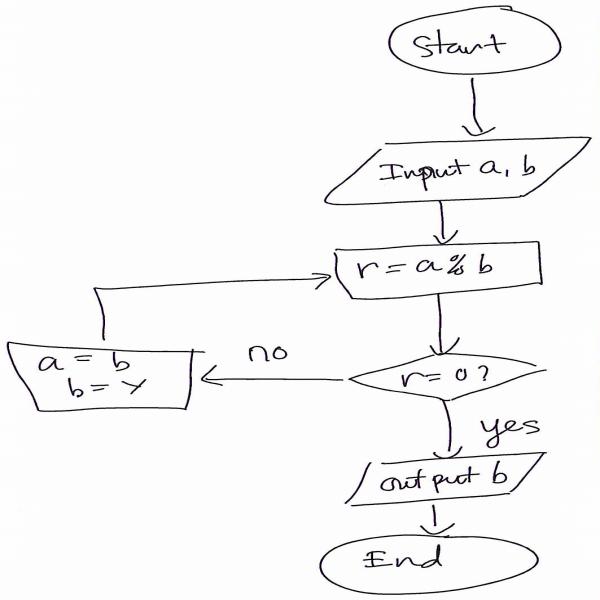 Start
Input a, b
r = a % b
no
a = b
b = r
r = 0 ?
yes
output b
End